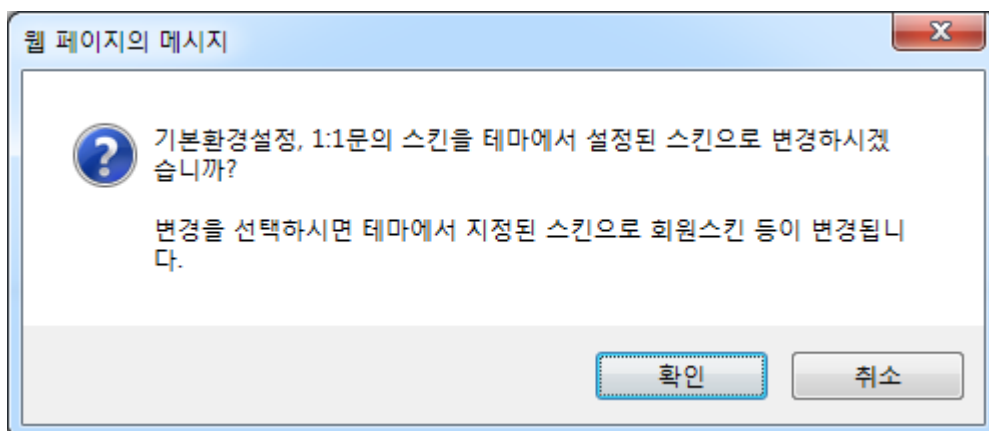 웹 페이지의 메시지
기본환경설정, 1:1문의 스킨을 테마에서 설정된 스킨으로 변경하시겠
습니까?
변경을 선택하시면 테마에서 지정된 스킨으로 회원스킨 등이 변경됩니
다.
확인
취소